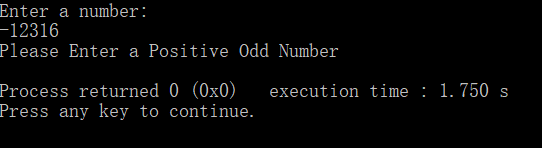 Enter a number:
-12316
Please Enter a Positive Odd Number
Process returned 0 (0x0)   execution time : 1.750 s
Press any key to continue.